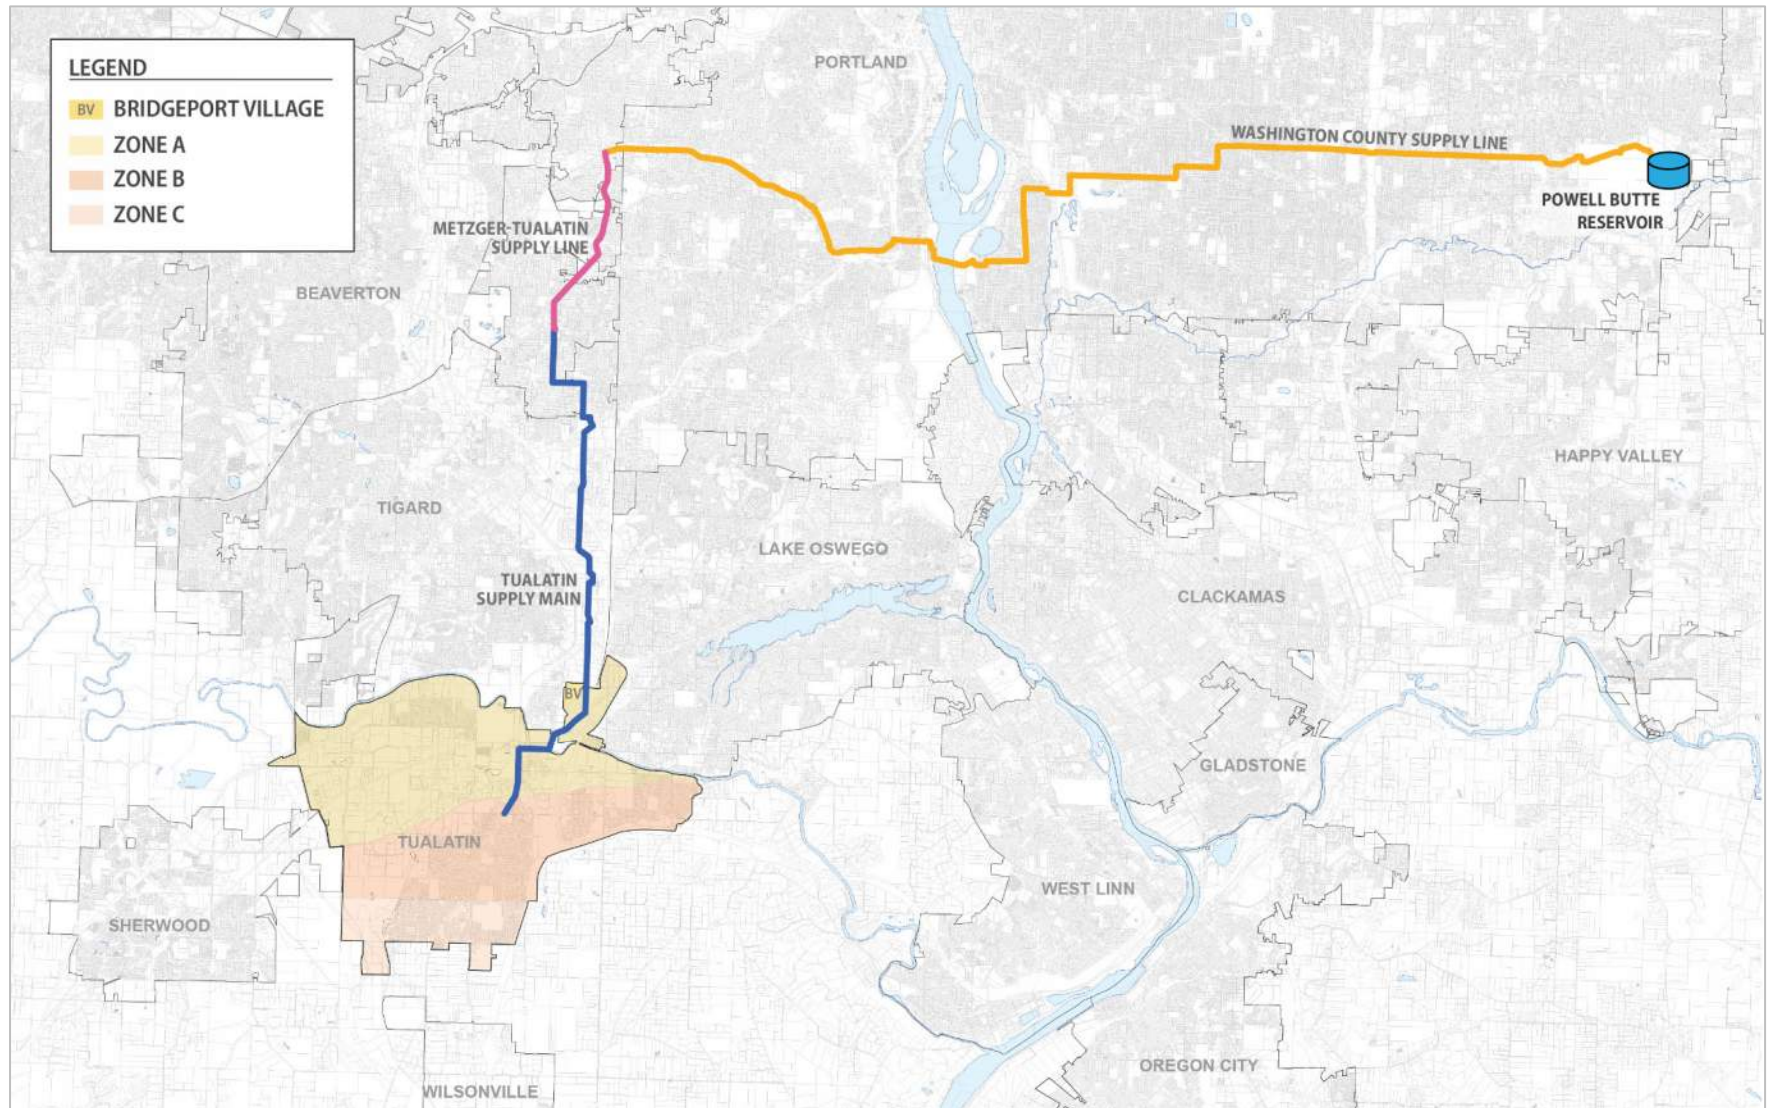 LEGEND
BV BRIDGEPORT VILLAGE
ZONE A
ZONE B
ZONE C
PORTLAND
WASHINGTON COUNTY SUPPLY LINE
POWELL BUTTE
RESERVOIR
METZGER-TUALATIN
SUPPLY LINE
BEAVERTON
HAPPY VALLEY
TIGARD
LAKE OSWEGO
TUALATIN
SUPPLY MAIN
CLACKAMAS
BV
GLADSTONE
TUALATIN
WEST LINN
SHERWOOD
OREGON CITY
WILSONVILLE